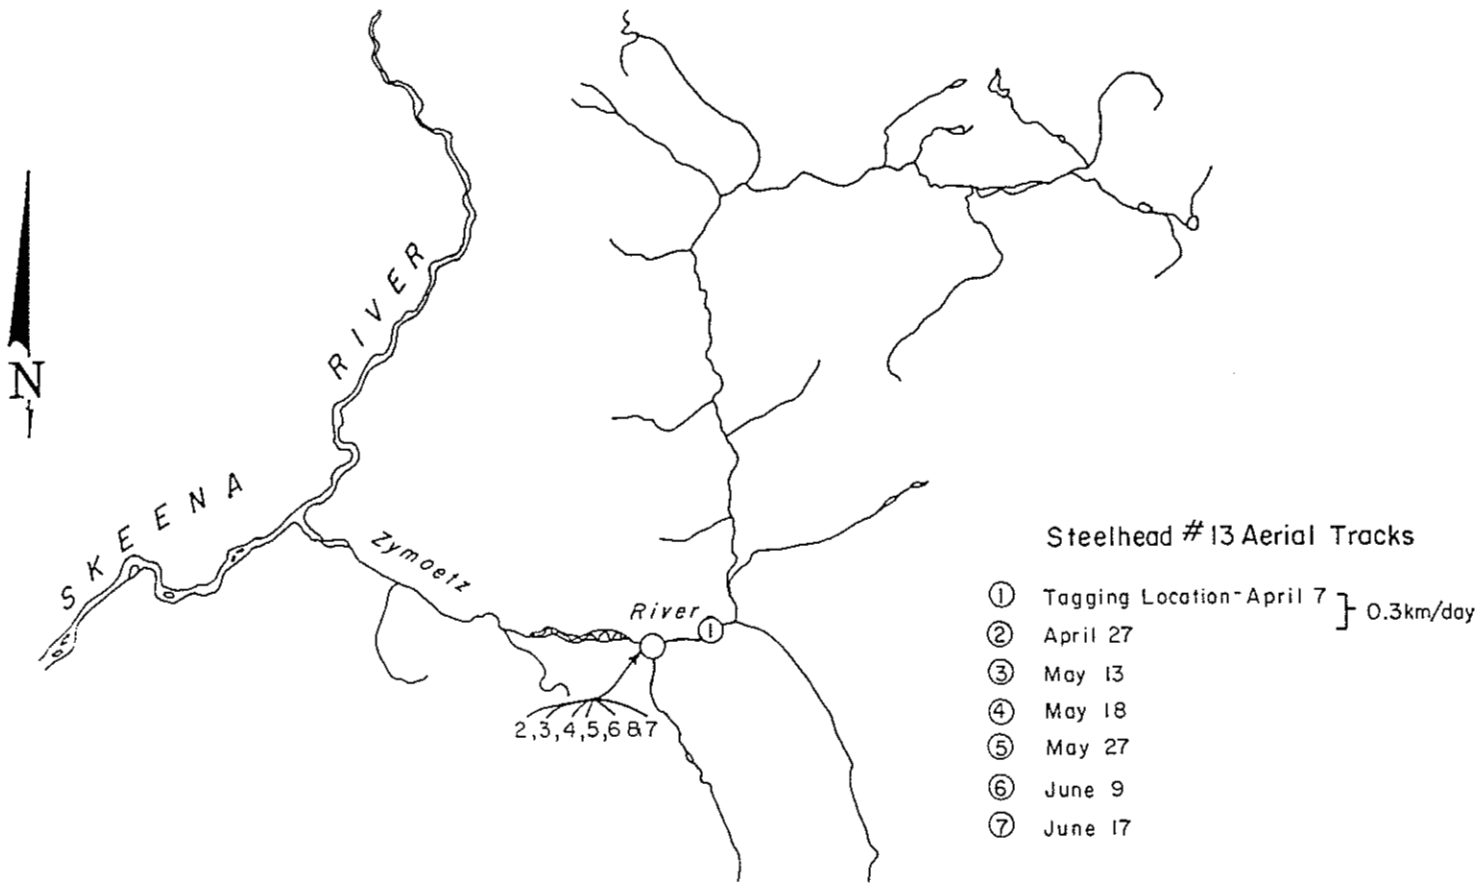 N
SKEENA RIVER
Zymoetz River
1
2,3,4,5,6&7
Steelhead #13 Aerial Tracks
1 Tagging Location-April 7 ] 0.3km/day
2 April 27
3 May 13
4 May 18
5 May 27
6 June 9
7 June 17